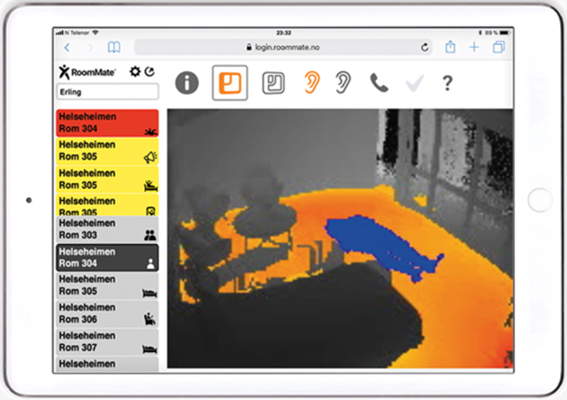 N Telenor
23:32
89 %
login.roommate.no
RoomMate
Erling
?
Helseheimen
Rom 304
Helseheimen
Rom 305
Helseheimen
Rom 305
Helseheimen
Rom 305
Helseheimen
Rom 303
Helseheimen
Rom 304
Helseheimen
Rom 305
Helseheimen
Rom 306
Helseheimen
Rom 307
Helseheimen